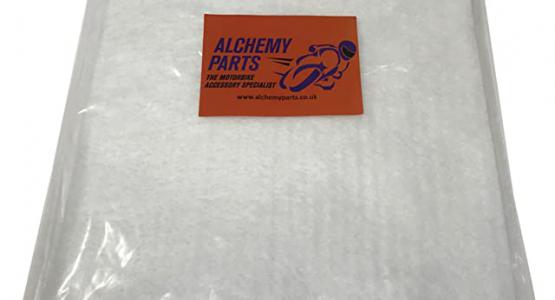 ALCHEMY
PARTS
THE MOTORBIKE
ACCESSORY SPECIALIST
www.alchemyparts.co.uk